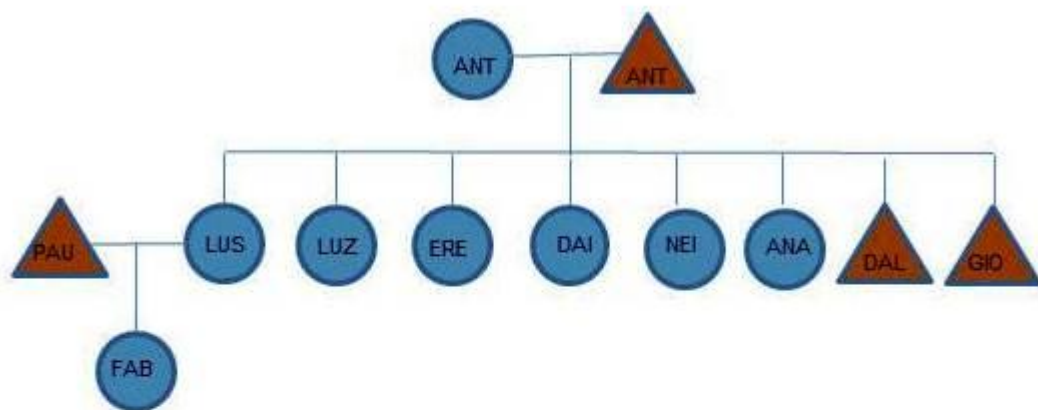 ANT
ANT
PAU
LUS
LUZ
ERE
DAI
NEI
ANA
DAL
GIO
FAB